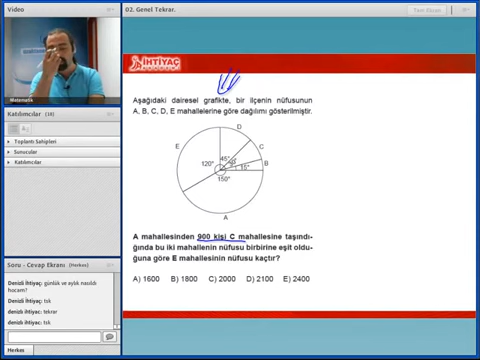 Video
02. Genel Tekrar.
Tam Ekran
Matematik
Katılımcılar (14)
Toplantı Sahipleri
Sunucular
Katılımcılar
Soru - Cevap Ekranı
(Herkes)
Denizli İhtiyaç: günlük ve aylık nasıldı hocam?
denizli ihtiyaç: tsk
denizli ihtiyaç: tekrar
denizli ihtiyaç: tsk
Herkes
İHTİYAÇ
Aşağıdaki dairesel grafikte, bir ilçenin nüfusunun
A, B, C, D, E mahallelerine göre dağılımı gösterilmiştir.
D
E
C
B
A
120°
45°
15°
150°
A mahallesinden 900 kişi C mahallesine taşındı-
ğında bu iki mahallenin nüfusu birbirine eşit oldu-
ğuna göre E mahallesinin nüfusu kaçtır?
A) 1600 B) 1800 C) 2000 D) 2100 E) 2400